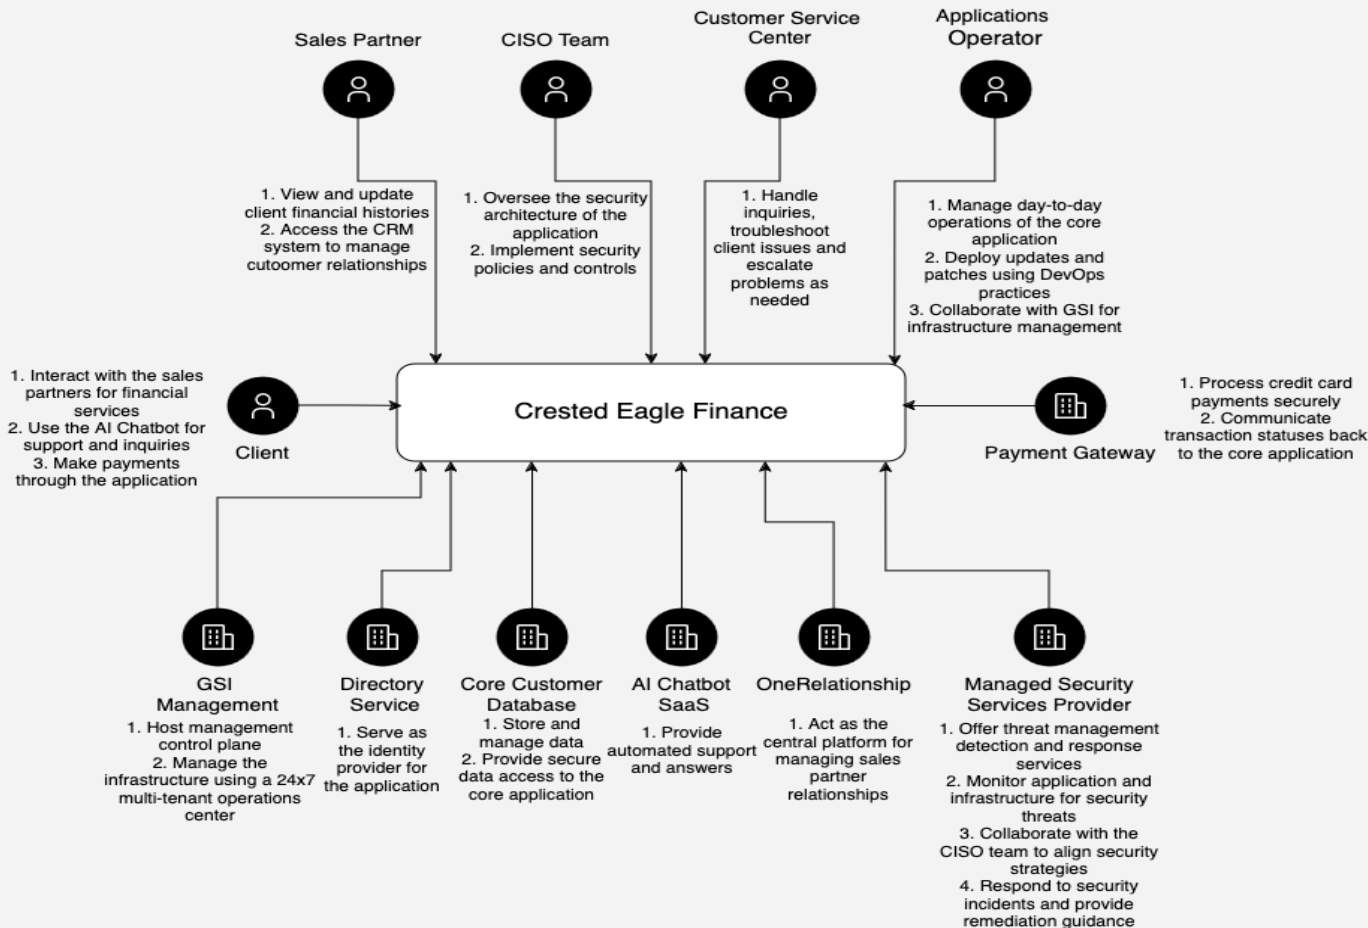 Sales Partner
CISO Team
Customer Service
Center
Applications
Operator
1. View and update
client financial histories
2. Access the CRM
system to manage
cutoomer relationships
1. Oversee the security
architecture of the
application
2. Implement security
policies and controls
1. Handle
inquiries,
troubleshoot
client issues and
escalate
problems as
needed
1. Manage day-to-day
operations of the core
application
2. Deploy updates and
patches using DevOps
practices
3. Collaborate with GSI for
infrastructure management
1. Interact with the sales
partners for financial
services
2. Use the AI Chatbot for
support and inquiries
3. Make payments
through the application
Client
Crested Eagle Finance
Payment Gateway
1. Process credit card
payments securely
2. Communicate
transaction statuses back
to the core application
GSI
Management
1. Host management
control plane
2. Manage the
infrastructure using a 24x7
multi-tenant operations
center
Directory
Service
1. Serve as
the identity
provider for
the application
Core Customer
Database
1. Store and
manage data
2. Provide secure
data access to the
core application
AI Chatbot
SaaS
1. Provide
automated support
and answers
OneRelationship
1. Act as the
central platform for
managing sales
partner
relationships
Managed Security
Services Provider
1. Offer threat management
detection and response
services
2. Monitor application and
infrastructure for security
threats
3. Collaborate with the
CISO team to align security
strategies
4. Respond to security
incidents and provide
remediation guidance